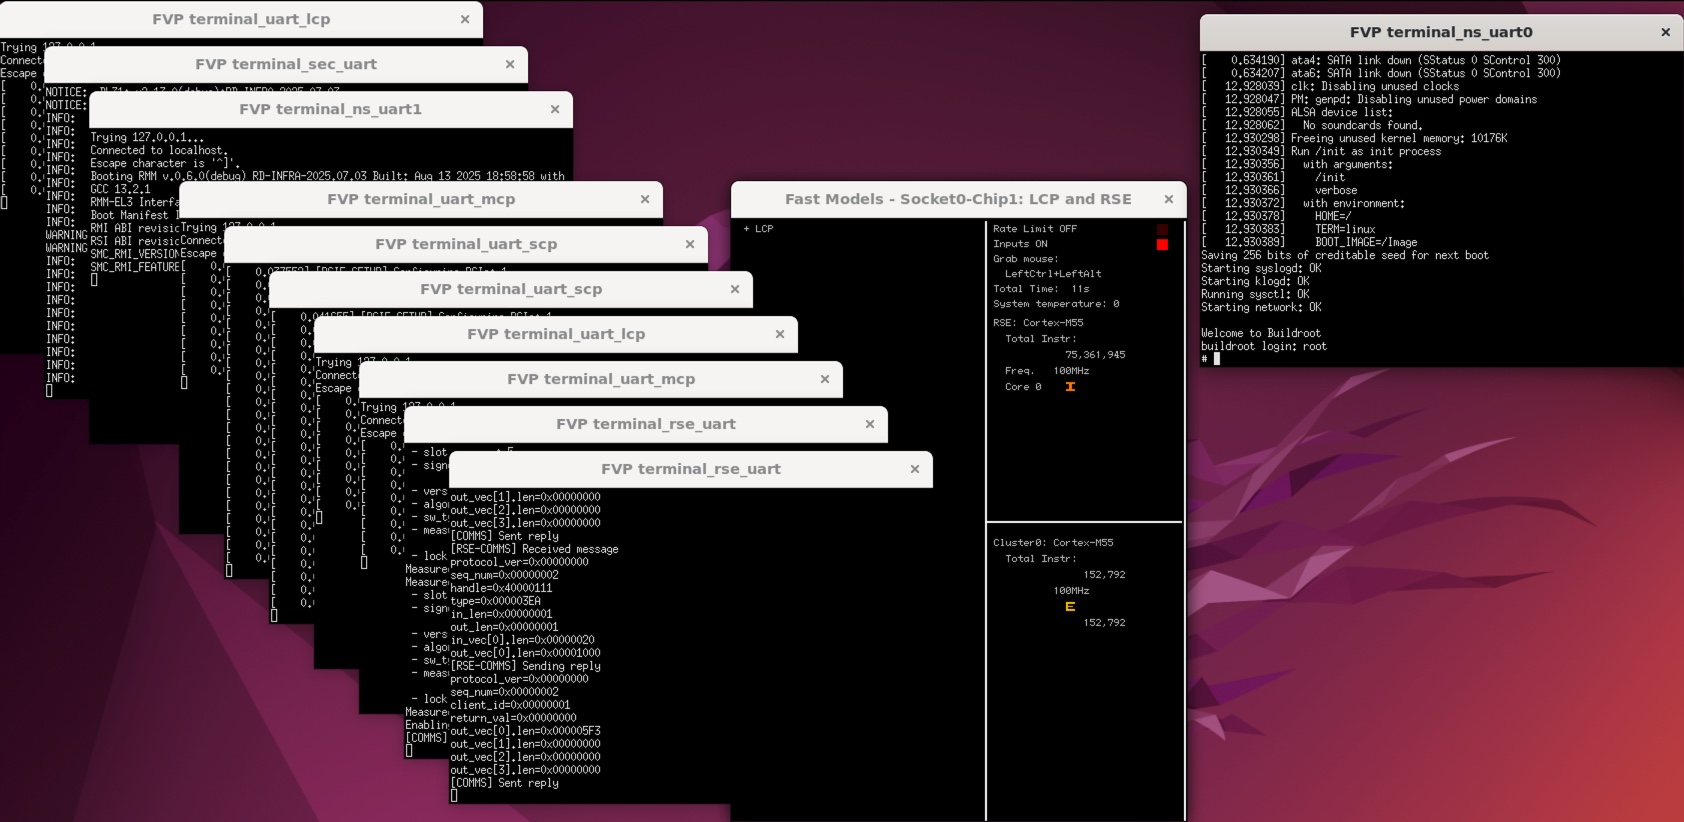 FVP terminal_uart_lcp
Trying 127.0.0.1
Connect
Escape
FVP terminal_sec_uart
NOTICE:
NOTICE:
INFO:
INFO:
INFO:
INFO:
INFO:
INFO:
INFO:
INFO:
INFO:
WARNING
WARNING
INFO:
INFO:
INFO:
INFO:
INFO:
INFO:
INFO:
INFO:
INFO:
INFO:
FVP terminal_ns_uart1
Trying 127.0.0.1...
Connected to localhost.
Escape character is '^]'.
Booting RMM v.0.6.0(debug) RD-INFRA-2025.07.03 Built: Aug 13 2025 18:58:58 with
GCC 13.2.1
RMM-EL3 Interfa
Boot Manifest I
RMI ABI revisic
RSI ABI revisic
SMC_RMI_VERSION
SMC_RMI_FEATURE
FVP terminal_uart_mcp
Trying 127.0.0.1
Connect
Escape
FVP terminal_uart_scp
FVP terminal_uart_scp
FVP terminal_uart_lcp
Trying 127.0.0.1
Connect
Escape
FVP terminal_uart_mcp
Trying 127.0.0.1
Connect
Escape
FVP terminal_rse_uart
- slot
- sign
- vers
- algo
- sw_t
- meas
- lock
Measure
Measure
- slot
- sign
- vers
- algo
- sw_t
- meas
- lock
Measure
Enablin
[COMMS]
FVP terminal_rse_uart
out_vec[1].len=0x00000000
out_vec[2].len=0x00000000
out_vec[3].len=0x00000000
[COMMS] Sent reply
[RSE-COMMS] Received message
protocol_ver=0x00000000
seq_num=0x00000002
handle=0x40000111
type=0x000003EA
in_len=0x00000001
out_len=0x00000001
in_vec[0].len=0x00000020
out_vec[0].len=0x00001000
[RSE-COMMS] Sending reply
protocol_ver=0x00000000
seq_num=0x00000002
client_id=0x00000001
return_val=0x00000000
out_vec[0].len=0x000005F3
out_vec[1].len=0x00000000
out_vec[2].len=0x00000000
out_vec[3].len=0x00000000
[COMMS] Sent reply
Fast Models - Socket0-Chip1: LCP and RSE
+ LCP
Rate Limit OFF
Inputs ON
Grab mouse:
LeftCtrl+LeftAlt
Total Time: 11s
System temperature: 0
RSE: Cortex-M55
Total Instr:
75,361,945
Freq. 100MHz
Core 0 I
Cluster0: Cortex-M55
Total Instr:
152,792
100MHz
E
152,792
FVP terminal_ns_uart0
[ 0.634190] ata4: SATA link down (SStatus 0 SControl 300)
[ 0.634207] ata6: SATA link down (SStatus 0 SControl 300)
[ 12.928039] clk: Disabling unused clocks
[ 12.928047] PM: genpd: Disabling unused power domains
[ 12.928055] ALSA device list:
[ 12.928062] No soundcards found.
[ 12.930298] Freeing unused kernel memory: 10176K
[ 12.930349] Run /init as init process
[ 12.930356] with arguments:
[ 12.930361] /init
[ 12.930366] verbose
[ 12.930372] with environment:
[ 12.930378] HOME=/
[ 12.930383] TERM=linux
[ 12.930389] BOOT_IMAGE=/Image
Saving 256 bits of creditable seed for next boot
Starting syslogd: OK
Starting klogd: OK
Running sysctl: OK
Starting network: OK
Welcome to Buildroot
buildroot login: root
#